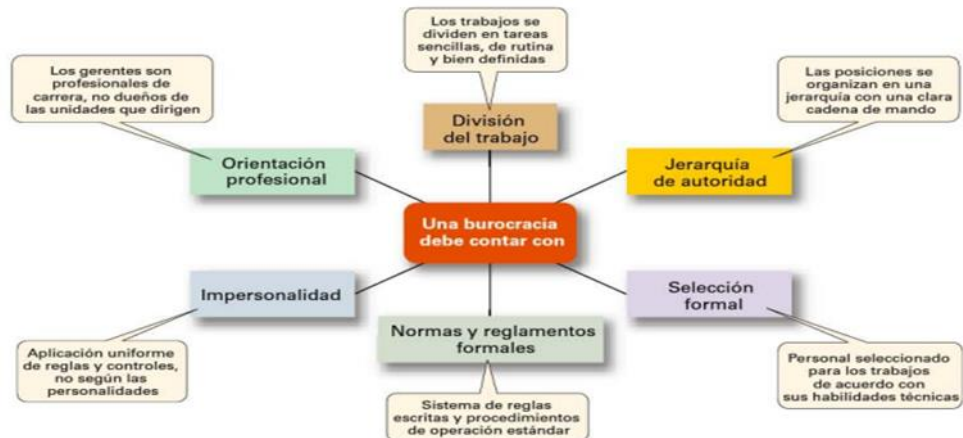 Los trabajos se
dividen en tareas
sencillas, de rutina
y bien definidas
Los gerentes son
profesionales de
carrera, no dueños de
las unidades que dirigen
Las posiciones se
organizan en una
jerarquía con una clara
cadena de mando
División
del trabajo
Orientación
profesional
Jerarquía
de autoridad
Una burocracia
debe contar con
Impersonalidad
Selección
formal
Normas y reglamentos
formales
Aplicación uniforme
de reglas y controles,
no según las
personalidades
Sistema de reglas
escritas y procedimientos
de operación estándar
Personal seleccionado
para los trabajos
de acuerdo con
sus habilidades técnicas